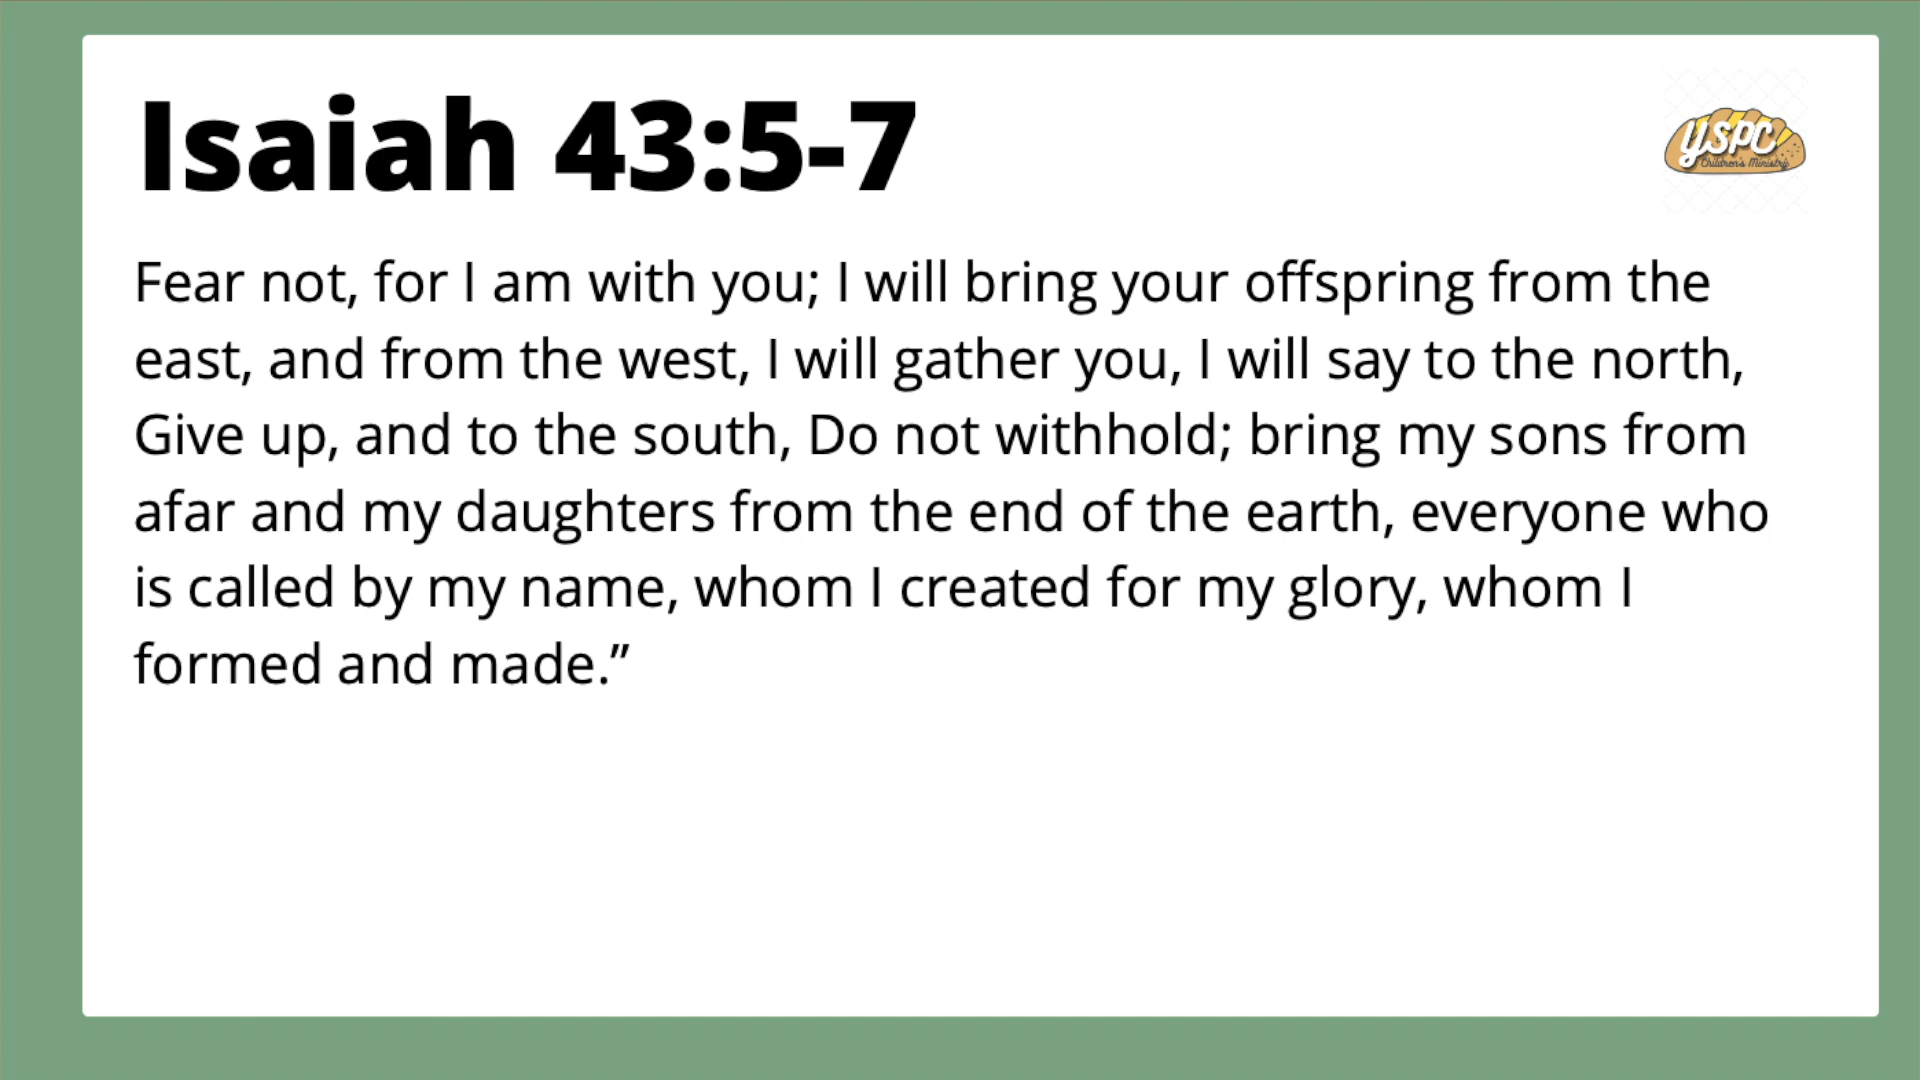 Isaiah 43:5-7
YSPC
Children's Ministry
Fear not, for I am with you; I will bring your offspring from the
east, and from the west, I will gather you, I will say to the north,
Give up, and to the south, Do not withhold; bring my sons from
afar and my daughters from the end of the earth, everyone who
is called by my name, whom I created for my glory, whom I
formed and made.”